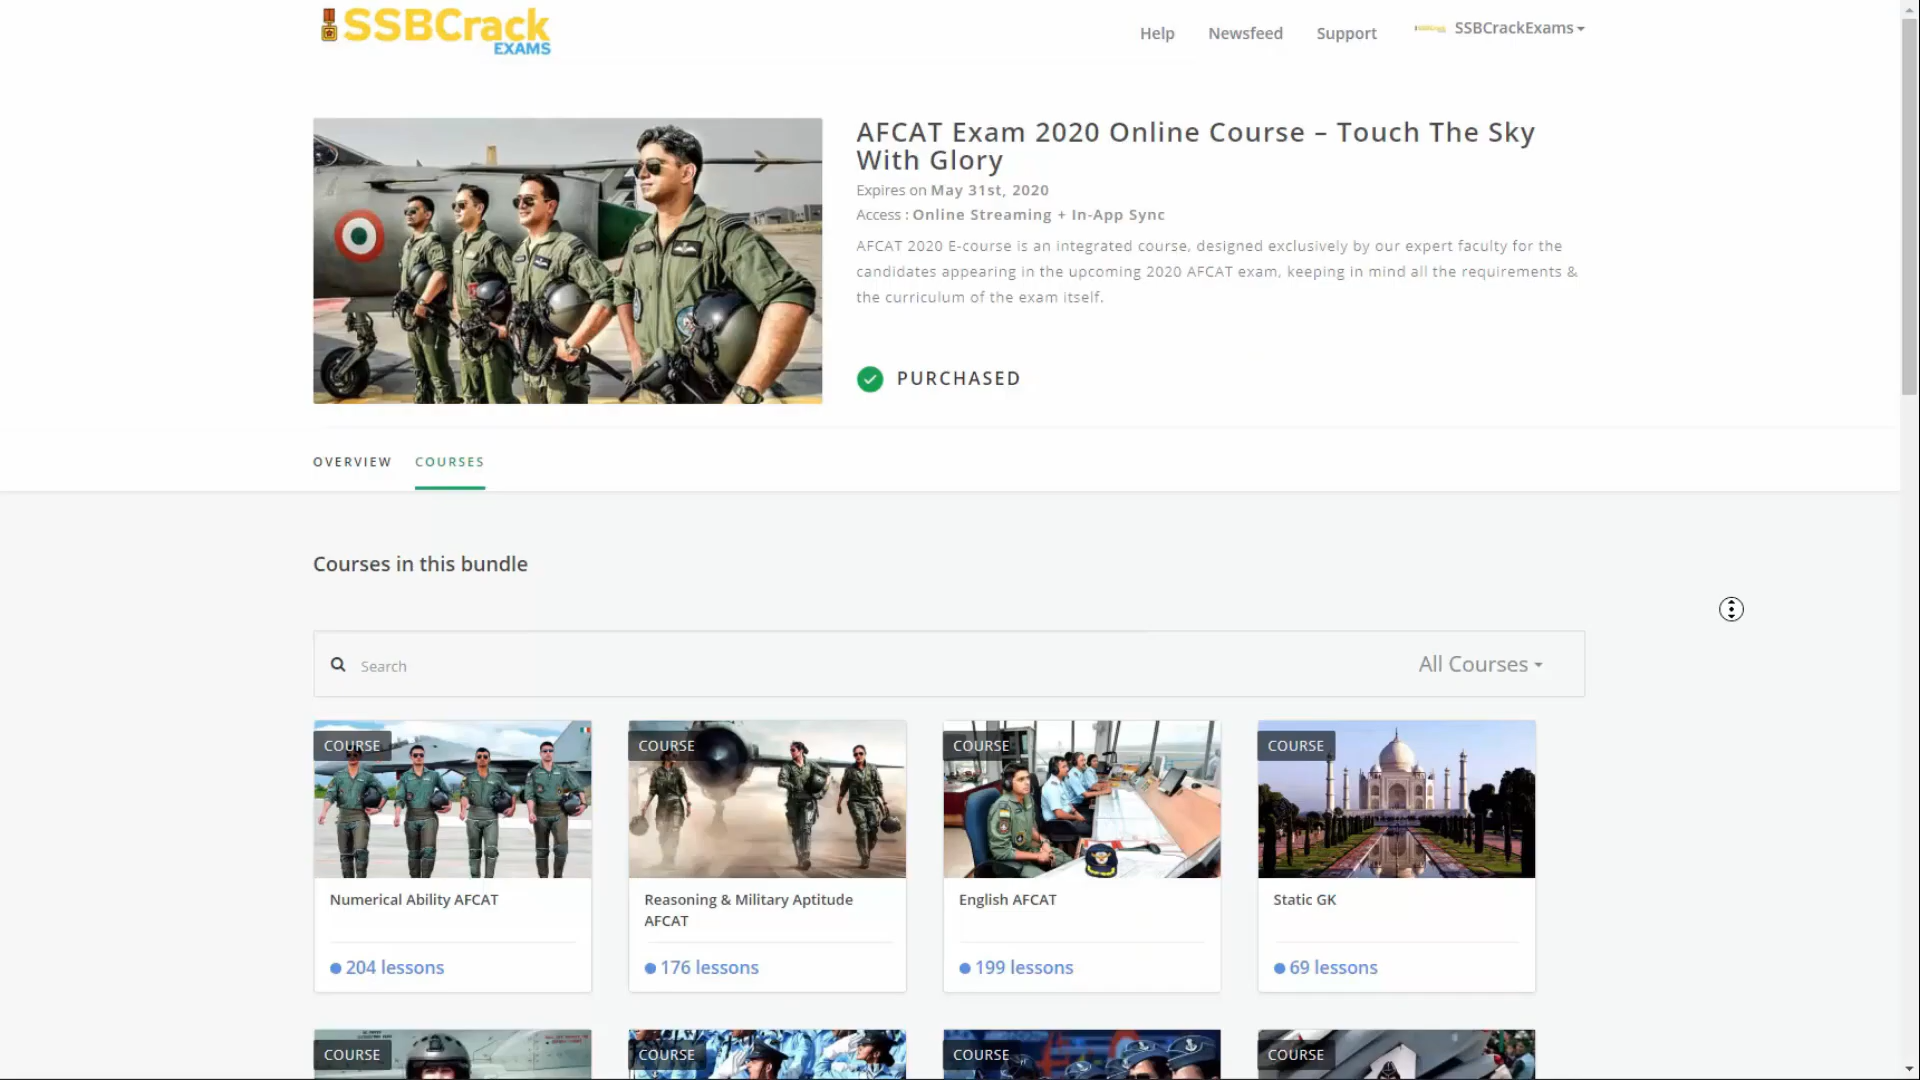 SSBCrack
EXAMS
Help
Newsfeed
Support
SSBCrackExams
AFCAT Exam 2020 Online Course – Touch The Sky
With Glory
Expires on May 31st, 2020
Access : Online Streaming + In-App Sync
AFCAT 2020 E-course is an integrated course, designed exclusively by our expert faculty for the
candidates appearing in the upcoming 2020 AFCAT exam, keeping in mind all the requirements &
the curriculum of the exam itself.
PURCHASED
OVERVIEW
COURSES
Courses in this bundle
Search
All Courses
COURSE
COURSE
COURSE
COURSE
Numerical Ability AFCAT
Reasoning & Military Aptitude
AFCAT
English AFCAT
Static GK
204 lessons
176 lessons
199 lessons
69 lessons
COURSE
COURSE
COURSE
COURSE